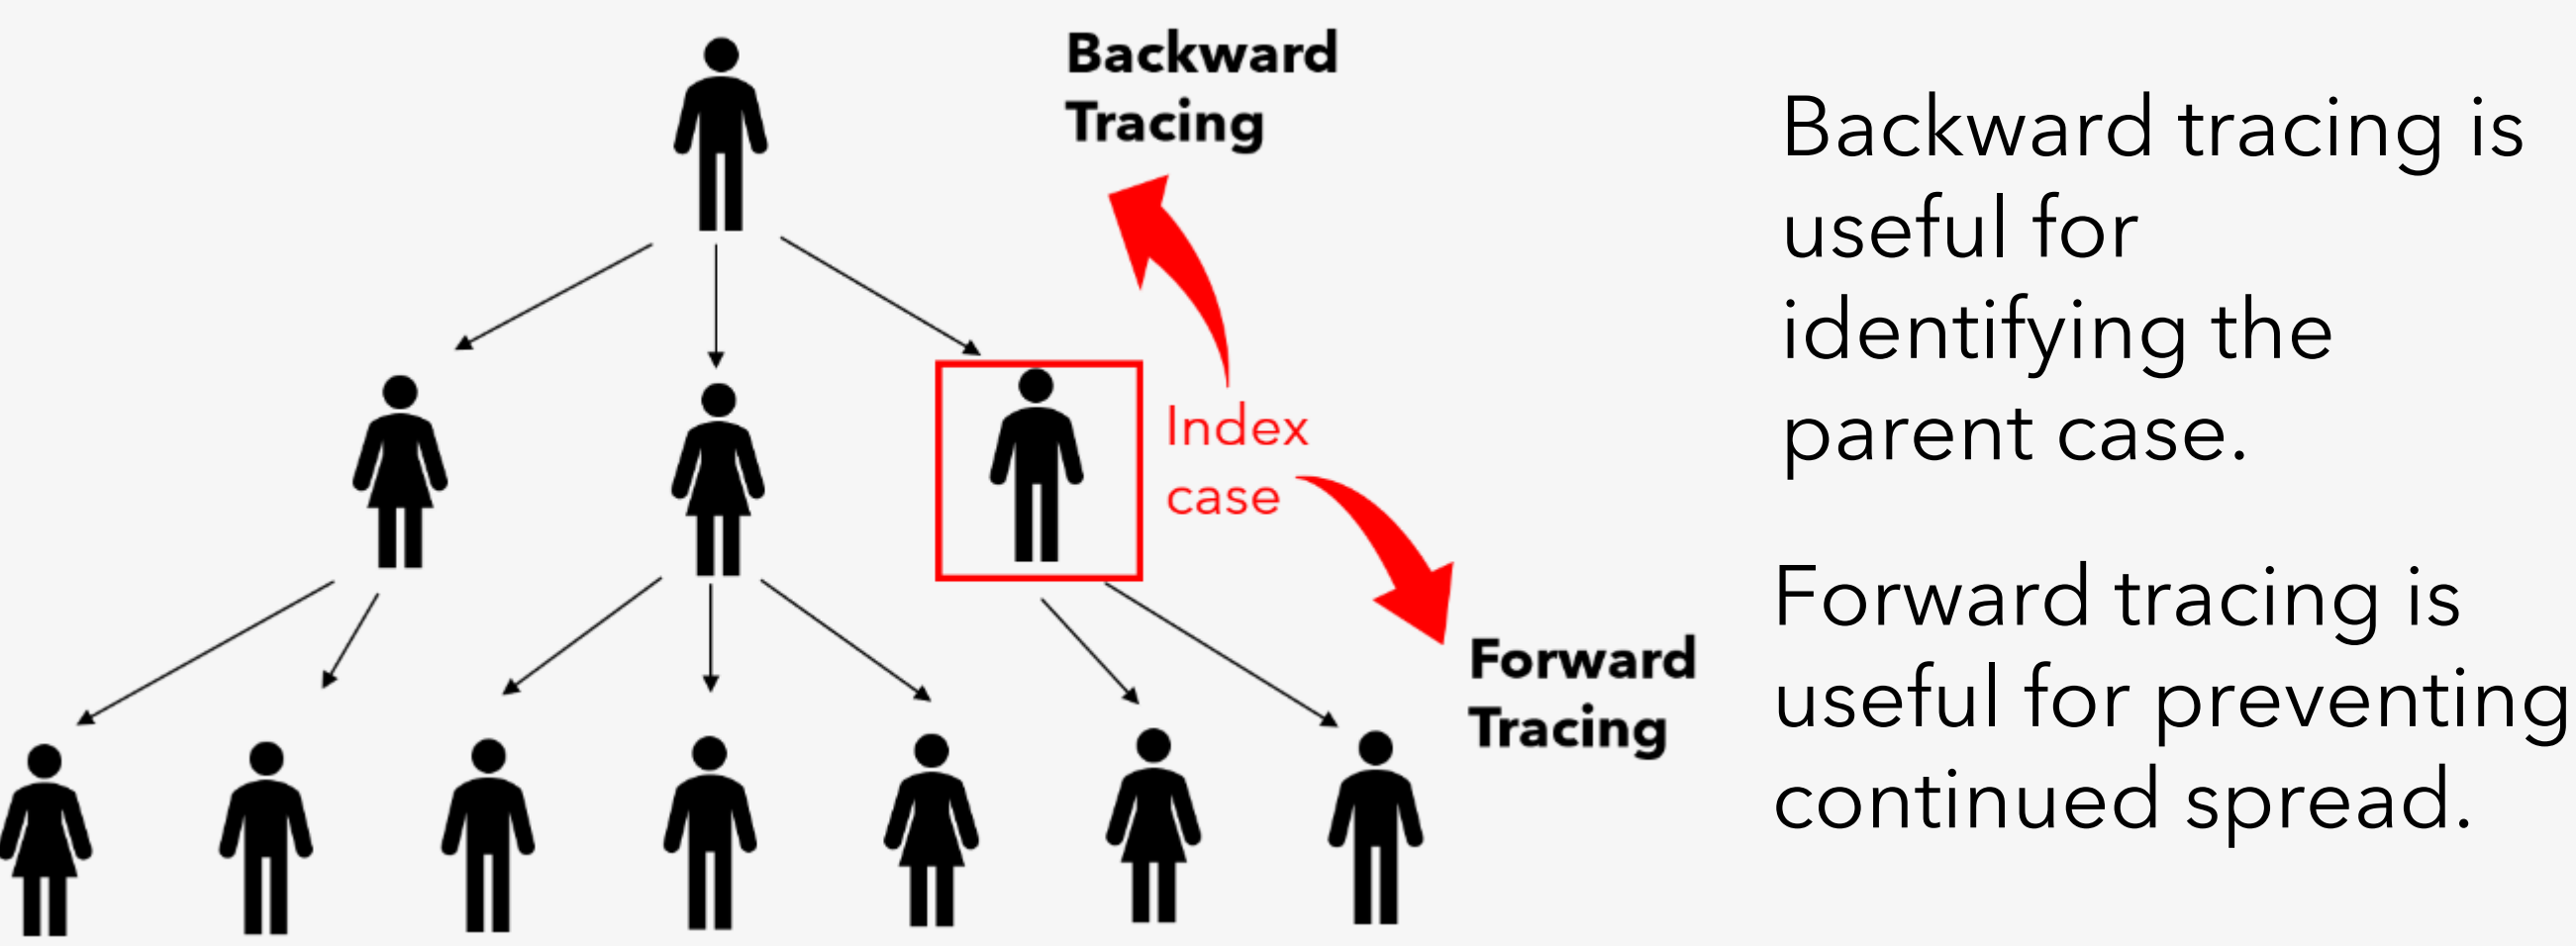 Backward
Tracing
Index
case
Forward
Tracing
Backward tracing is
useful for
identifying the
parent case.
Forward tracing is
useful for preventing
continued spread.